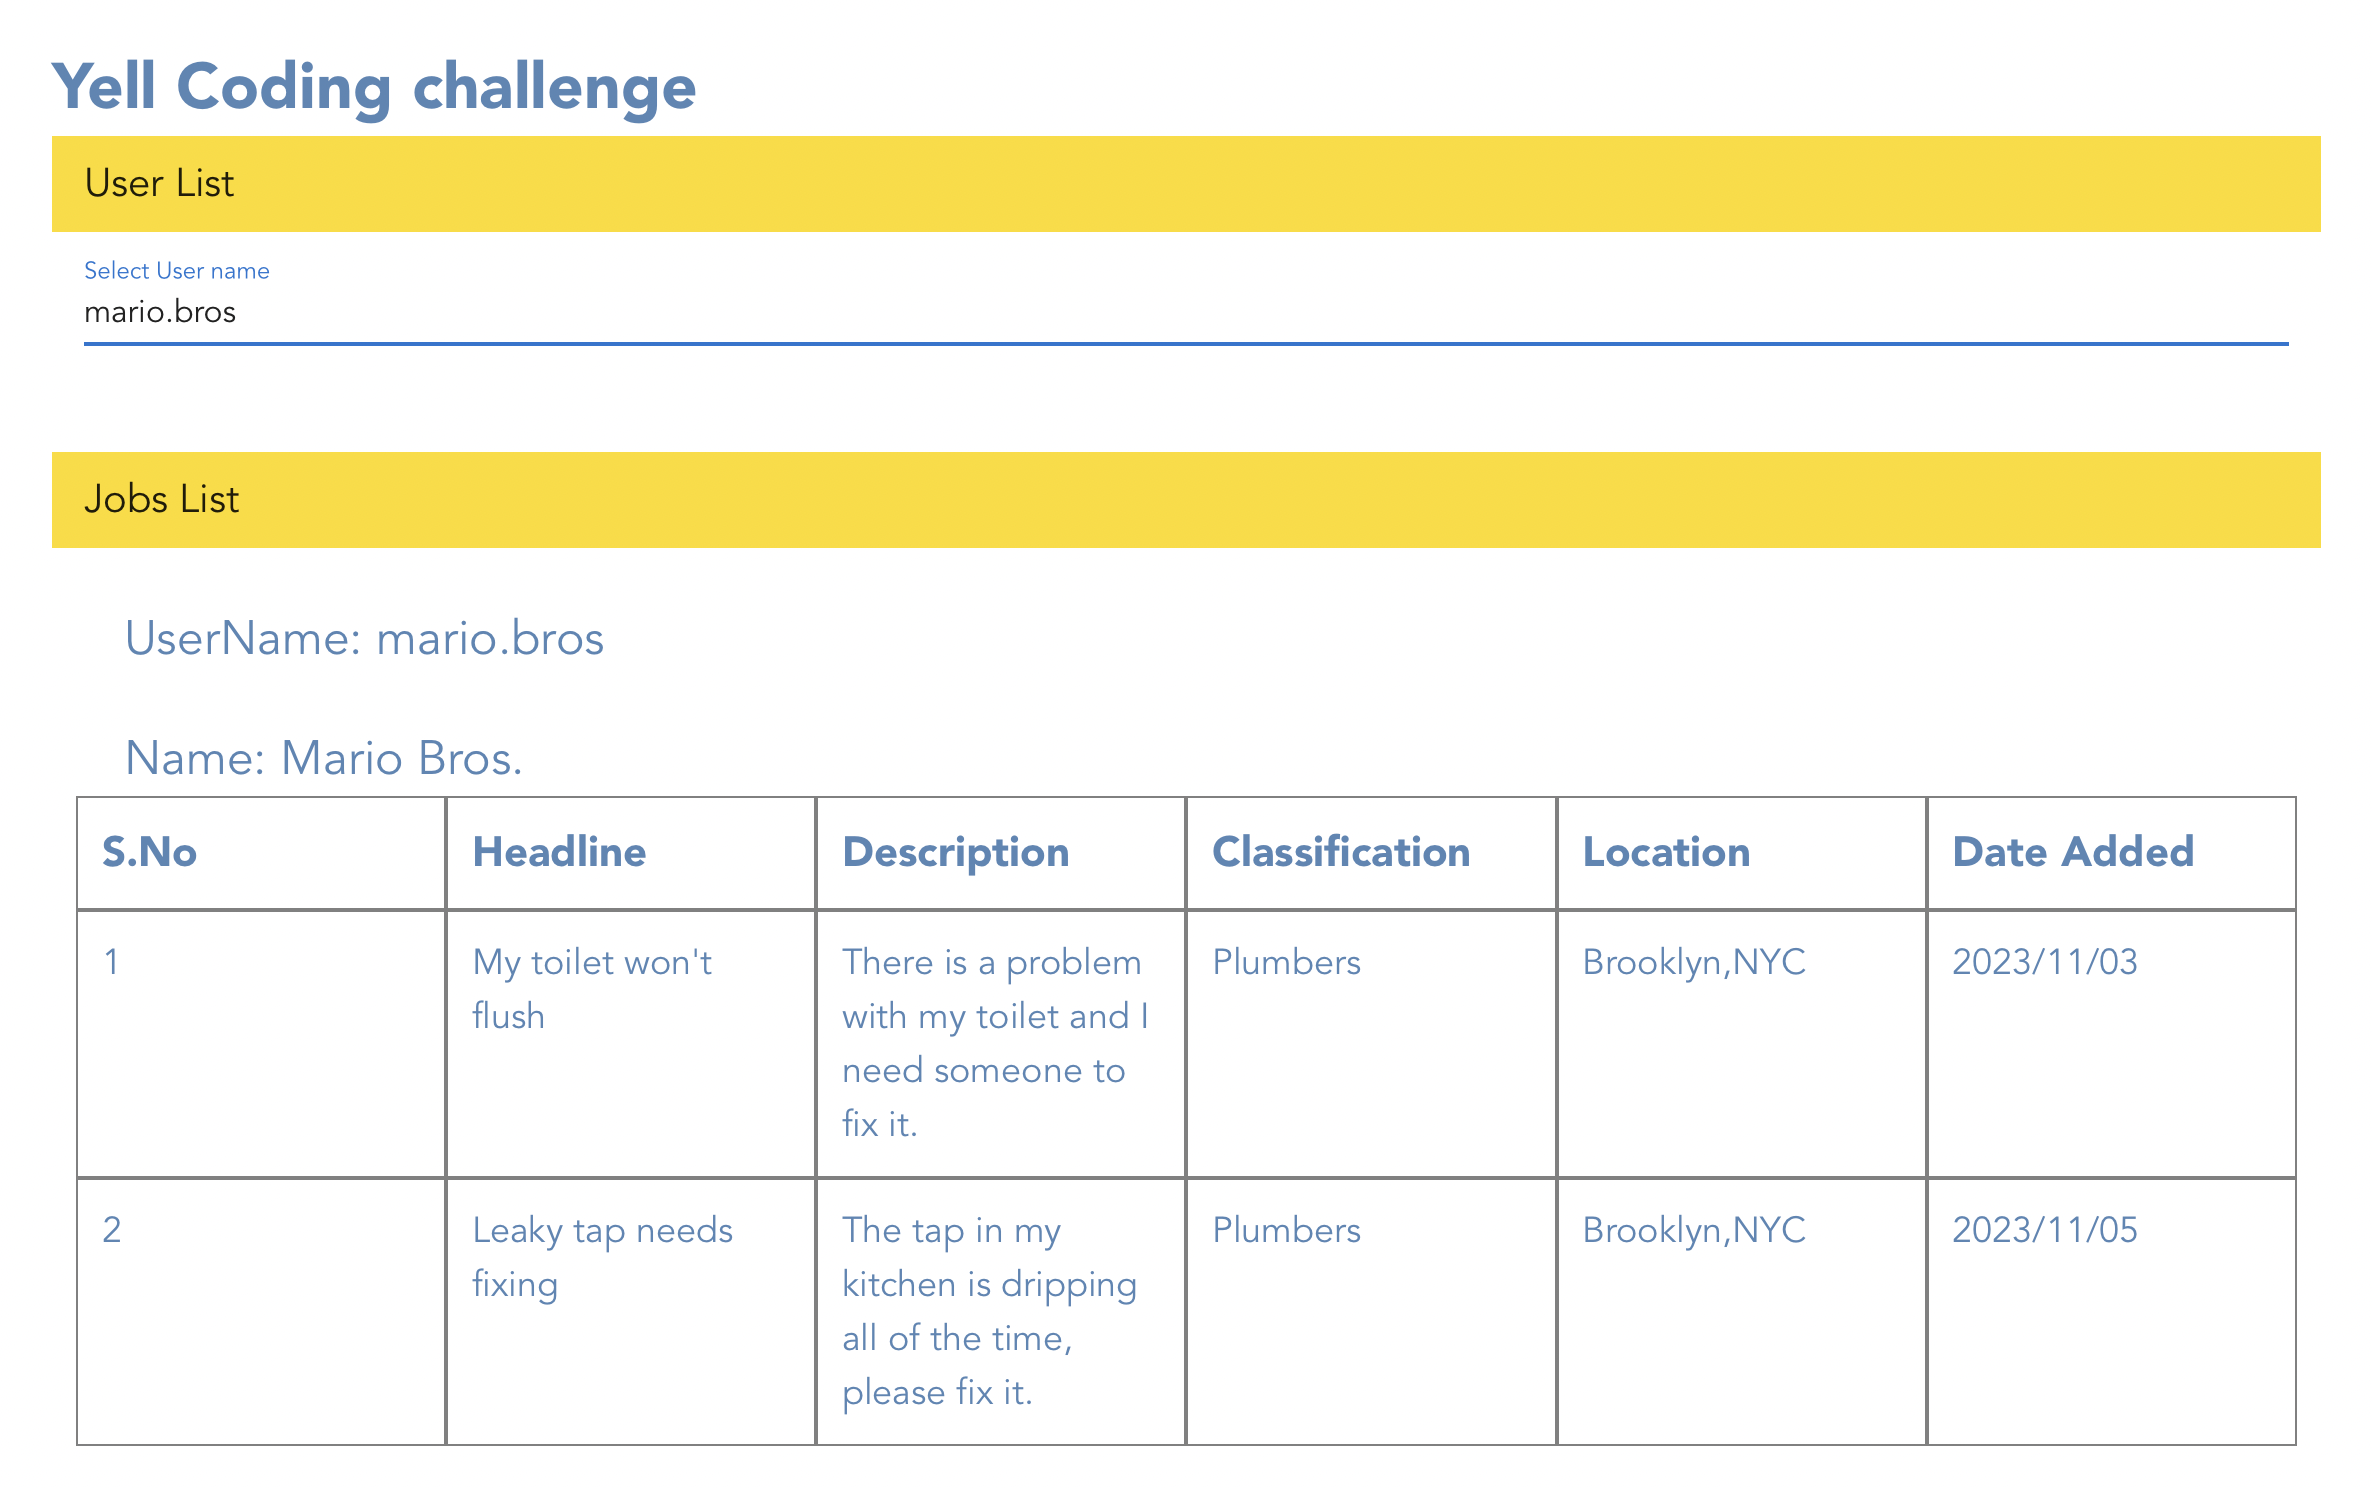 Yell Coding challenge
User List
Select User name
mario.bros
Jobs List
UserName: mario.bros
Name: Mario Bros.
S.No Headline Description Classification Location Date Added
1 My toilet won't There is a problem Plumbers Brooklyn,NYC 2023/11/03
flush with my toilet and I
need someone to
fix it.
2 Leaky tap needs The tap in my Plumbers Brooklyn,NYC 2023/11/05
fixing kitchen is dripping
all of the time,
please fix it.